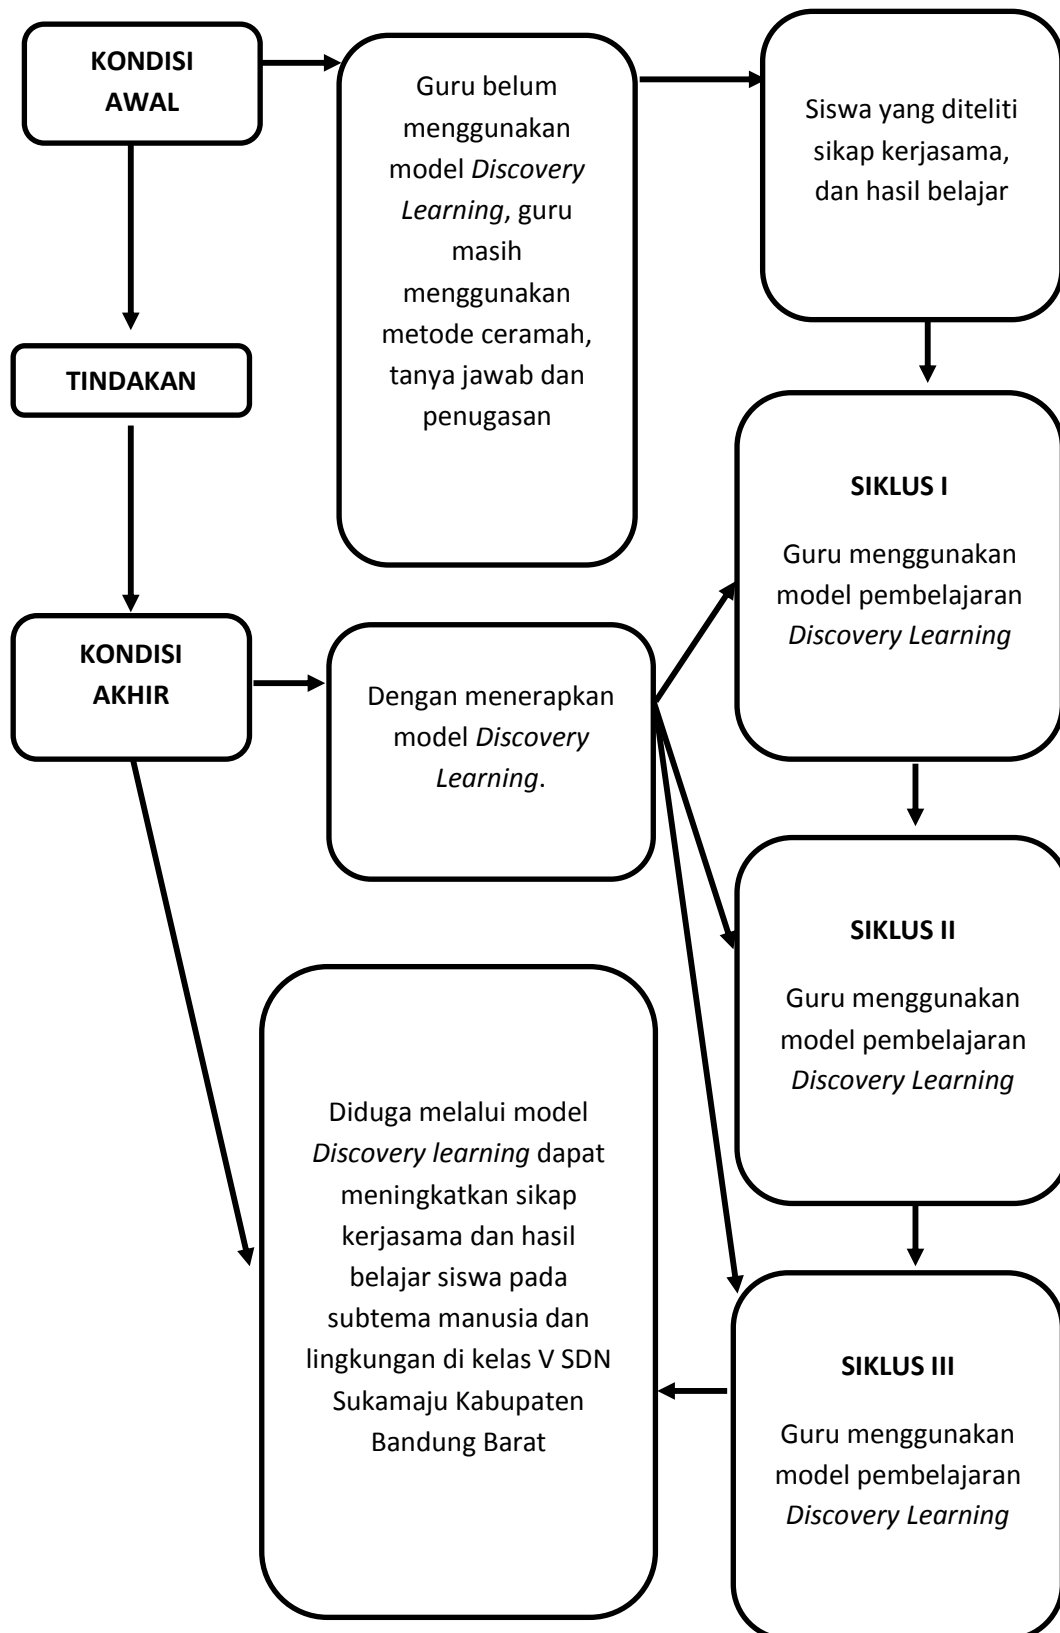 KONDISI
AWAL
Guru belum
menggunakan
model Discovery
Learning, guru
masih
menggunakan
metode ceramah,
tanya jawab dan
penugasan
Siswa yang diteliti
sikap kerjasama,
dan hasil belajar
TINDAKAN
SIKLUS I
Guru menggunakan
model pembelajaran
Discovery Learning
KONDISI
AKHIR
Dengan menerapkan
model Discovery
Learning.
SIKLUS II
Guru menggunakan
model pembelajaran
Discovery Learning
Diduga melalui model
Discovery learning dapat
meningkatkan sikap
kerjasama dan hasil
belajar siswa pada
subtema manusia dan
lingkungan di kelas V SDN
Sukamaju Kabupaten
Bandung Barat
SIKLUS III
Guru menggunakan
model pembelajaran
Discovery Learning